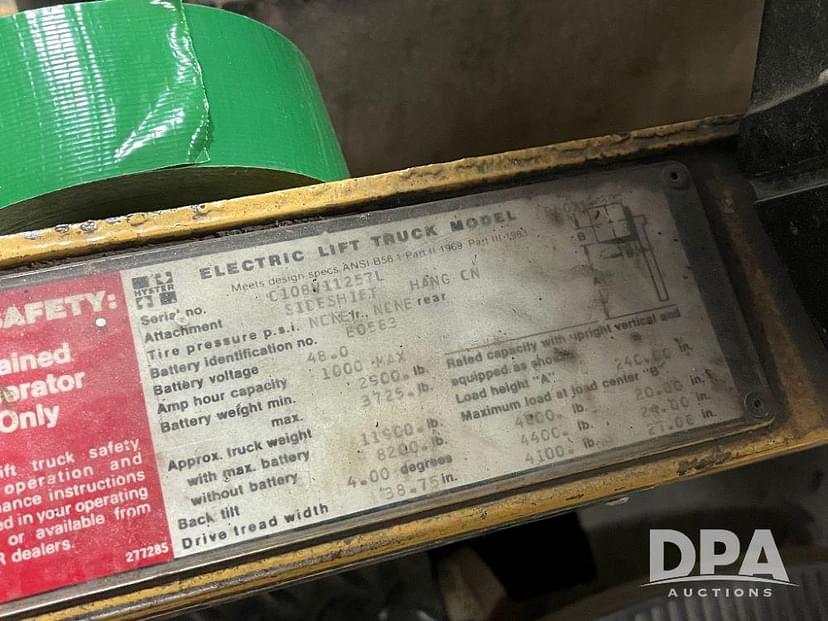 SAFETY:
ained
erator
Only
ift truck safety
operation and
nance instructions
ed in your operating
or available from
R dealers.
277285
HYSTER
ELECTRIC LIFT TRUCK MODEL
Meets design specs ANSI B56.1 Part II 1969 Part III 1983
Serial no. C108V11257L
Attachment SIDESHIFT HANG CN
Tire pressure p.s.i. NONE fr. NONE rear
Battery identification no. E0563
Battery voltage 48.0
Amp hour capacity 1000 MAX
Battery weight min. 2900. lb.
max. 3725. lb.
Approx. truck weight
with max. battery 11900. lb.
without battery 8200. lb.
Back tilt 4.00 degrees
Drive tread width 38.75 in.
B
A
Rated capacity with upright vertical and
equipped as shown
Load height "A" 240.00 in.
Maximum load at load center "B"
lb. 20.00 in.
4400. lb. 24.00 in.
4100. lb. in.
DPA
AUCTIONS